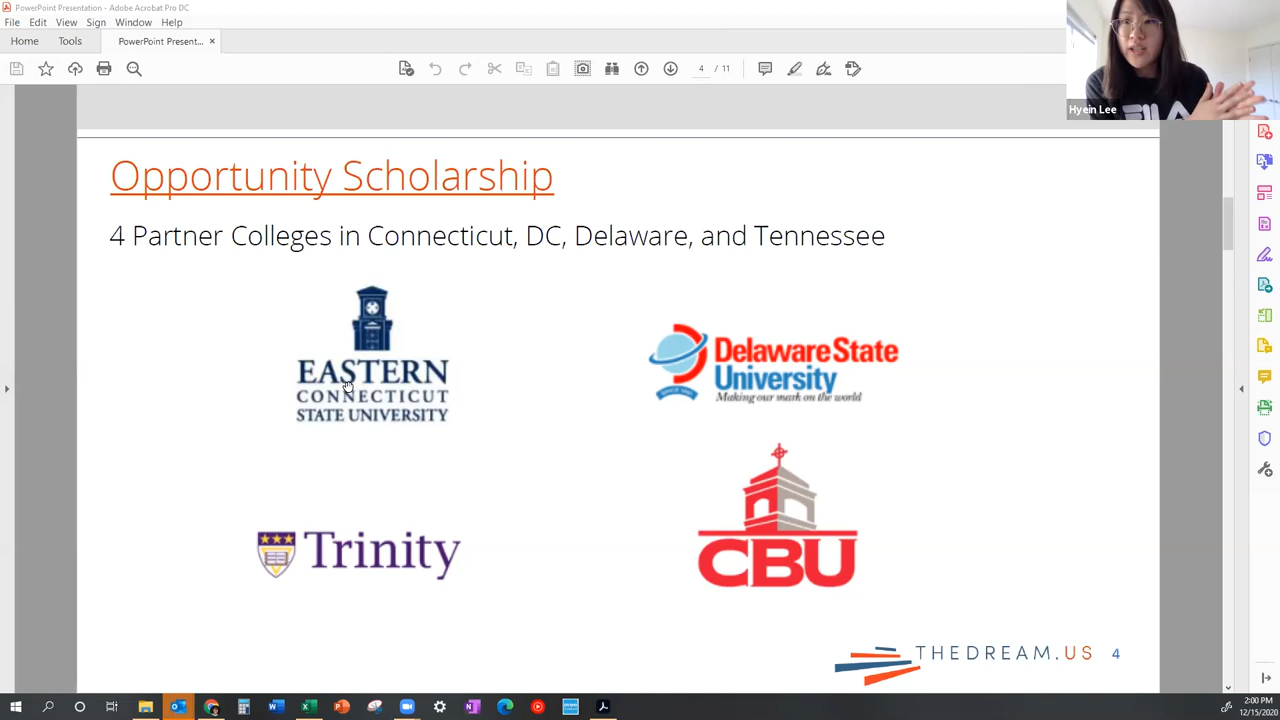 PowerPoint Presentation - Adobe Acrobat Pro DC
File Edit View Sign Window Help
Home Tools PowerPoint Present... ×
4 / 11
Hyein Lee
FILA
Opportunity Scholarship
4 Partner Colleges in Connecticut, DC, Delaware, and Tennessee
EASTERN
CONNECTICUT
STATE UNIVERSITY
Delaware State
University
Making our mark on the world
Trinity
CBU
THEDREAM.US 4
2:00 PM
12/15/2020